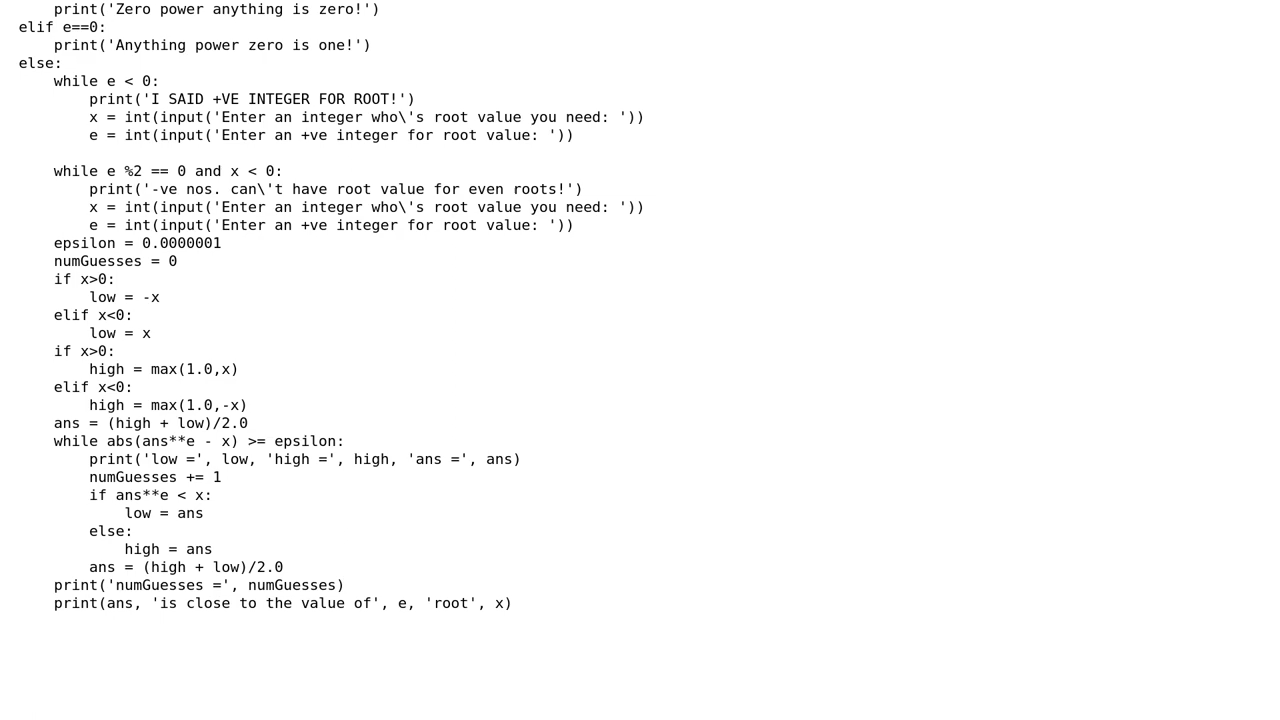 print('Zero power anything is zero!')
elif e==0:
    print('Anything power zero is one!')
else:
    while e < 0:
        print('I SAID +VE INTEGER FOR ROOT!')
        x = int(input('Enter an integer who\'s root value you need: '))
        e = int(input('Enter an +ve integer for root value: '))

    while e %2 == 0 and x < 0:
        print('-ve nos. can\'t have root value for even roots!')
        x = int(input('Enter an integer who\'s root value you need: '))
        e = int(input('Enter an +ve integer for root value: '))
    epsilon = 0.0000001
    numGuesses = 0
    if x>0:
        low = -x
    elif x<0:
        low = x
    if x>0:
        high = max(1.0,x)
    elif x<0:
        high = max(1.0,-x)
    ans = (high + low)/2.0
    while abs(ans**e - x) >= epsilon:
        print('low =', low, 'high =', high, 'ans =', ans)
        numGuesses += 1
        if ans**e < x:
            low = ans
        else:
            high = ans
        ans = (high + low)/2.0
    print('numGuesses =', numGuesses)
    print(ans, 'is close to the value of', e, 'root', x)